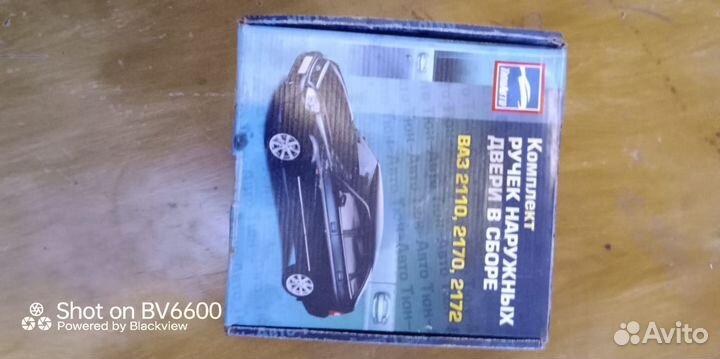 Комплект
РУЧЕК НАРУЖНЫХ
ДВЕРИ В СБОРЕ
ВАЗ 2110, 2170, 2172
Shot on BV6600
Powered by Blackview
Avito